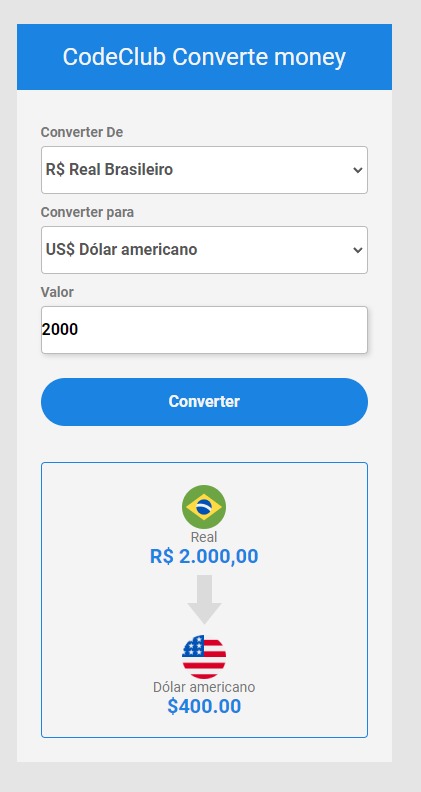 CodeClub Converte money
Converter De
R$ Real Brasileiro
Converter para
US$ Dólar americano
Valor
2000
Converter
Real
R$ 2.000,00
Dólar americano
$400.00